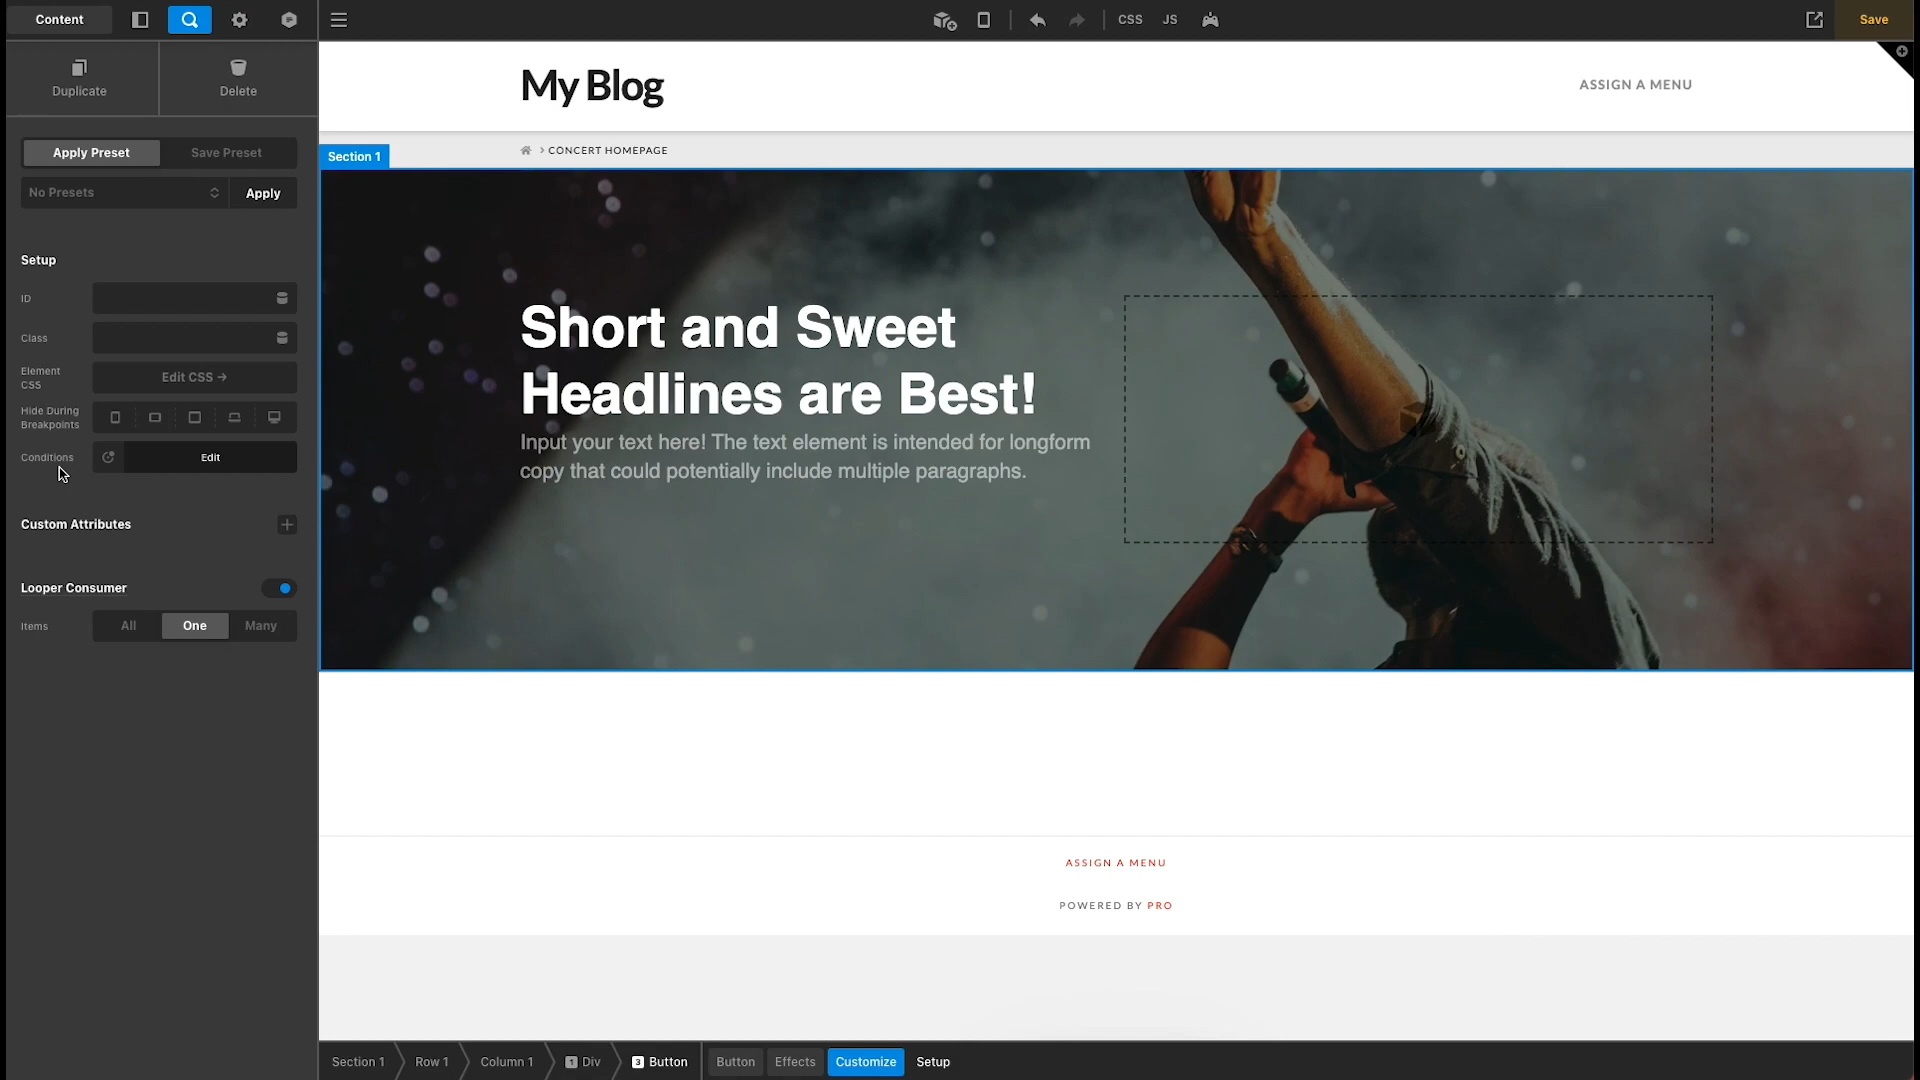 Content
CSS
JS
Save
Duplicate
Delete
Apply Preset
Save Preset
No Presets
Apply
Setup
ID
Class
Element
CSS
Edit CSS →
Hide During
Breakpoints
Conditions
Edit
Custom Attributes
Looper Consumer
Items
All
One
Many
My Blog
ASSIGN A MENU
Section 1
> CONCERT HOMEPAGE
Short and Sweet
Headlines are Best!
Input your text here! The text element is intended for longform
copy that could potentially include multiple paragraphs.
ASSIGN A MENU
POWERED BY PRO
Section 1
Row 1
Column 1
1 Div
3 Button
Button
Effects
Customize
Setup